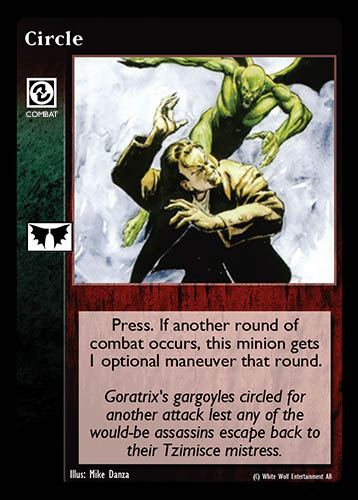 Circle
COMBAT
Press. If another round of
combat occurs, this minion gets
1 optional maneuver that round.
Goratrix's gargoyles circled for
another attack lest any of the
would-be assassins escape back to
their Tzimisce mistress.
Illus: Mike Danza
(C) White Wolf Entertainment AB